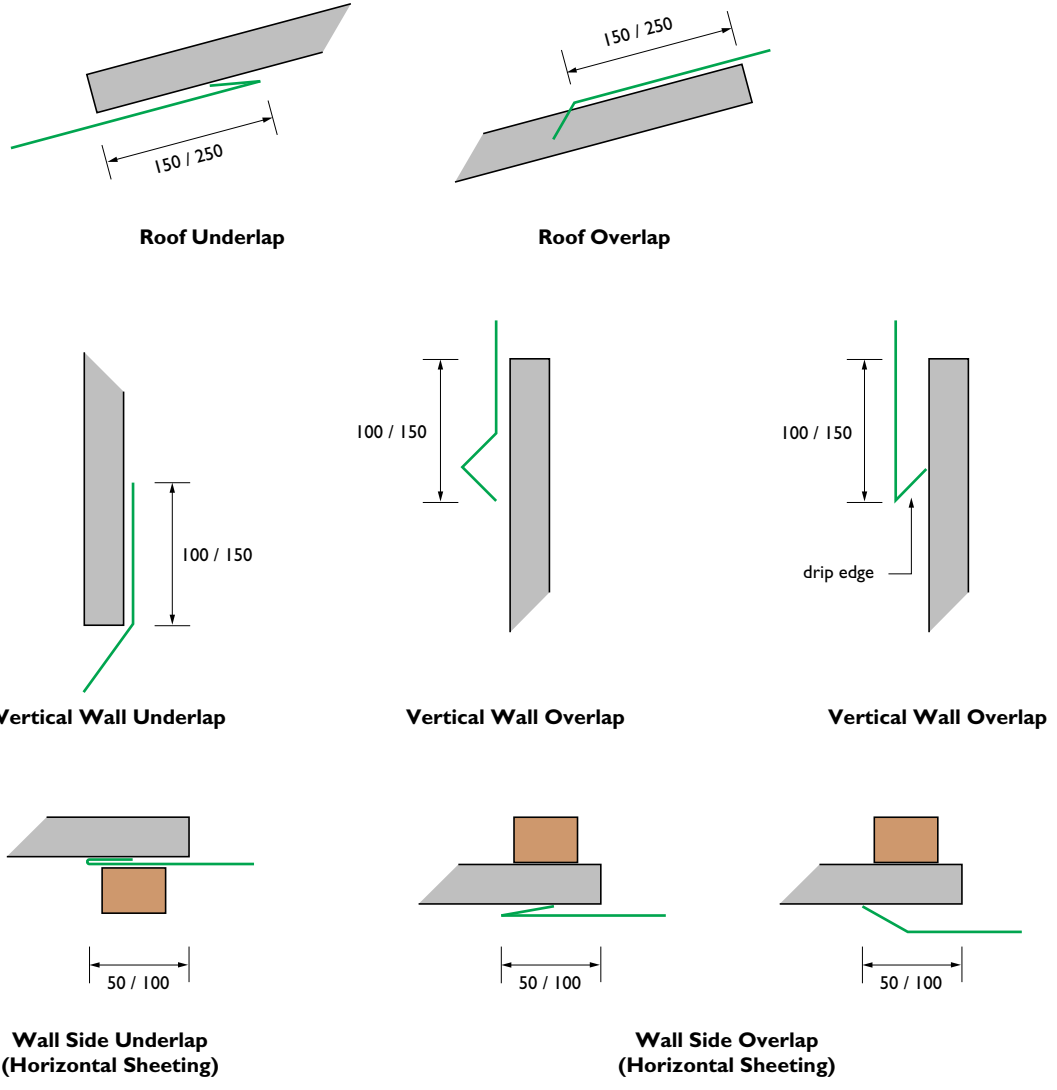 150 / 250
150 / 250
Roof Underlap
Roof Overlap
100 / 150
100 / 150
100 / 150
drip edge
Vertical Wall Underlap
Vertical Wall Overlap
Vertical Wall Overlap
50 / 100
50 / 100
50 / 100
Wall Side Underlap
(Horizontal Sheeting)
Wall Side Overlap
(Horizontal Sheeting)